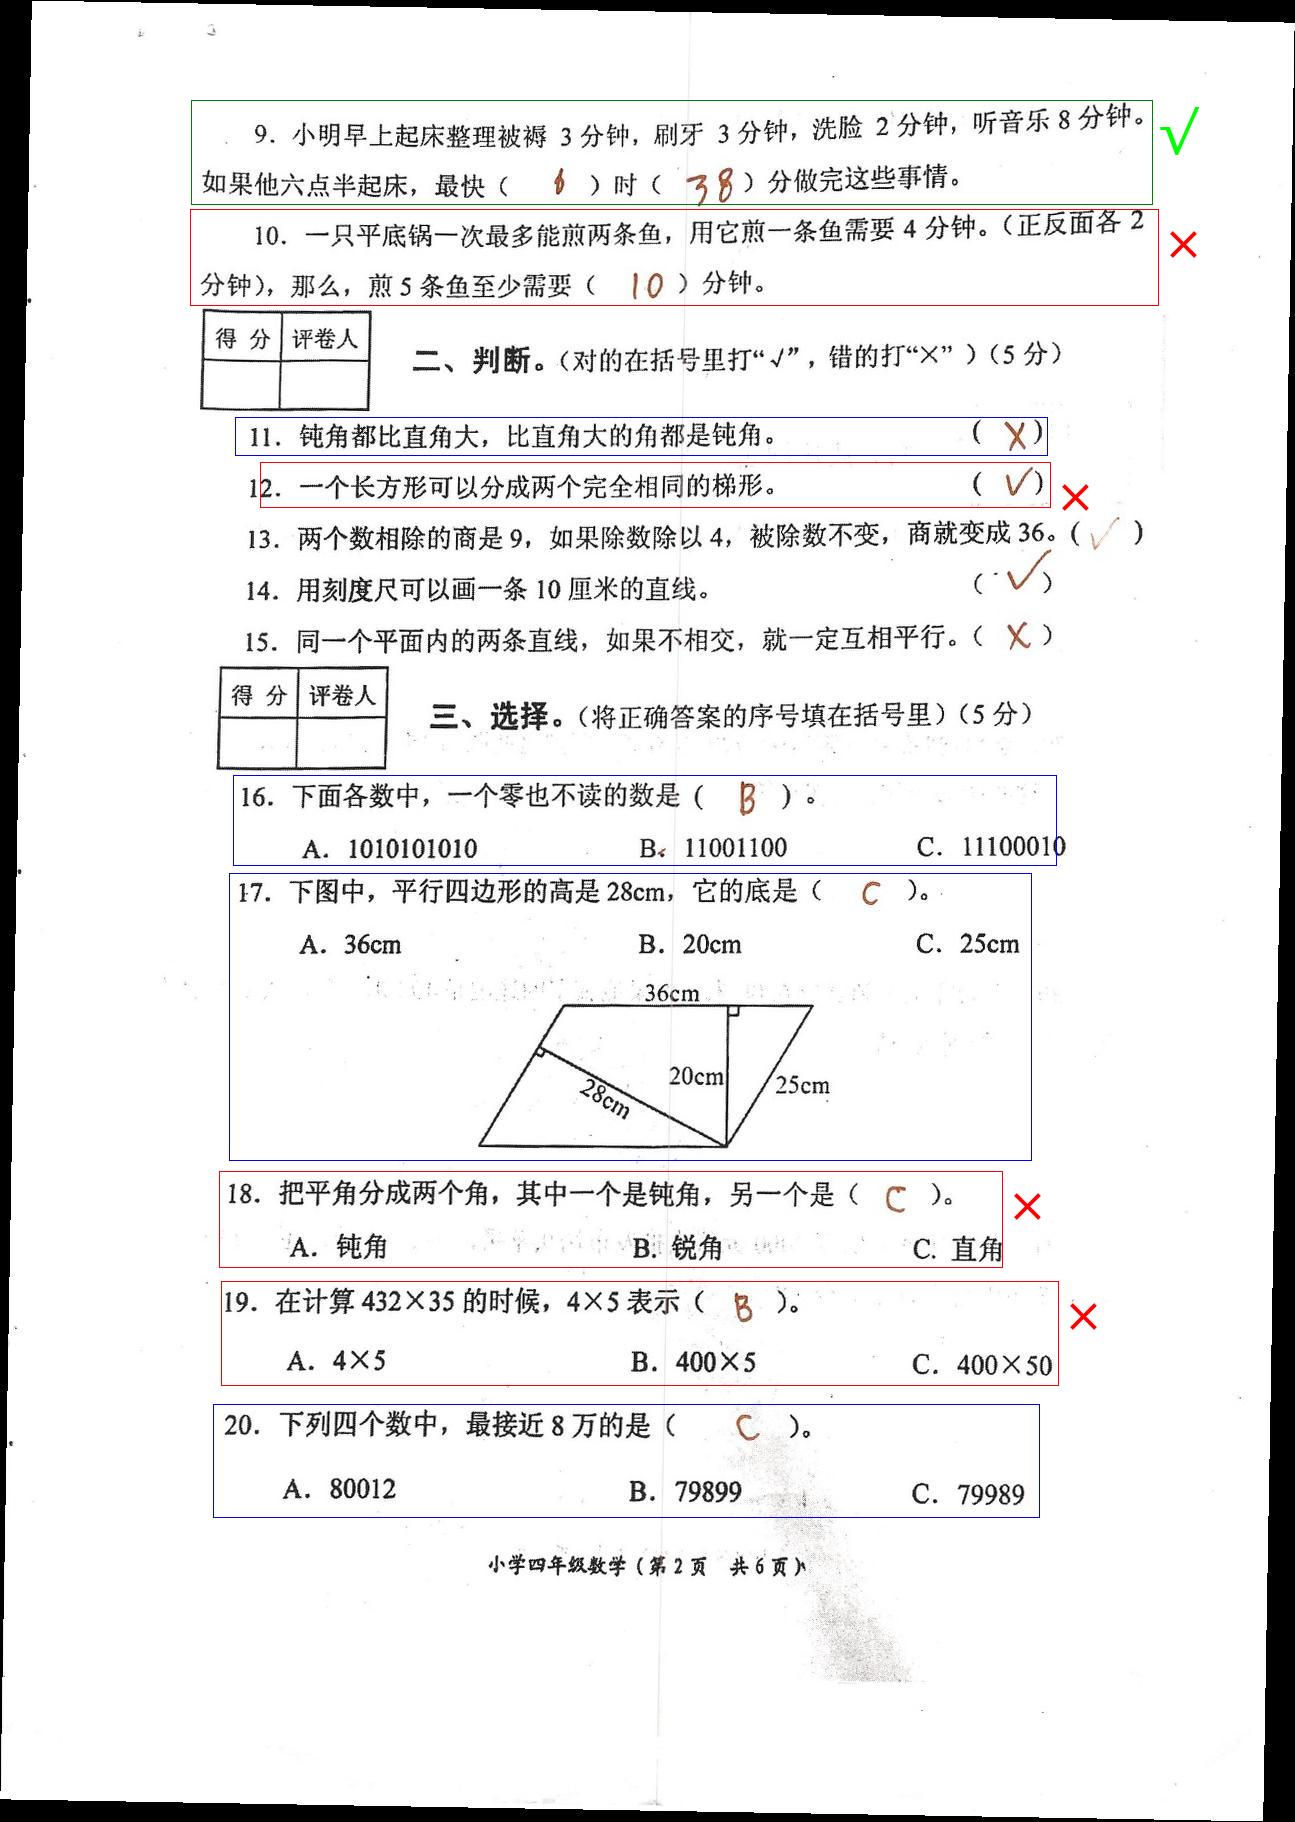 9. 小明早上起床整理被褥 3 分钟，刷牙 3 分钟，洗脸 2 分钟，听音乐 8 分钟。 √
如果他六点半起床，最快（ 6 ）时（ 38 ）分做完这些事情。
10. 一只平底锅一次最多能煎两条鱼，用它煎一条鱼需要 4 分钟。（正反面各 2 ×
分钟），那么，煎 5 条鱼至少需要（ 10 ）分钟。
得 分 评卷人
二、判断。（对的在括号里打“√”，错的打“×”）（5 分）
11. 钝角都比直角大，比直角大的角都是钝角。 （ X ）
12. 一个长方形可以分成两个完全相同的梯形。 （ √ ） ×
13. 两个数相除的商是 9，如果除数除以 4，被除数不变，商就变成 36。（ √ ）
14. 用刻度尺可以画一条 10 厘米的直线。 （ √ ）
15. 同一个平面内的两条直线，如果不相交，就一定互相平行。（ X ）
得 分 评卷人
三、选择。（将正确答案的序号填在括号里）（5 分）
16. 下面各数中，一个零也不读的数是（ B ）。
A. 1010101010 B. 11001100 C. 11100010
17. 下图中，平行四边形的高是 28cm，它的底是（ C ）。
A. 36cm B. 20cm C. 25cm
36cm
20cm
28cm
25cm
18. 把平角分成两个角，其中一个是钝角，另一个是（ C ）。 ×
A. 钝角 B. 锐角 C. 直角
19. 在计算 432×35 的时候，4×5 表示（ B ）。 ×
A. 4×5 B. 400×5 C. 400×50
20. 下列四个数中，最接近 8 万的是（ C ）。
A. 80012 B. 79899 C. 79989
小学四年级数学（第 2 页 共 6 页）